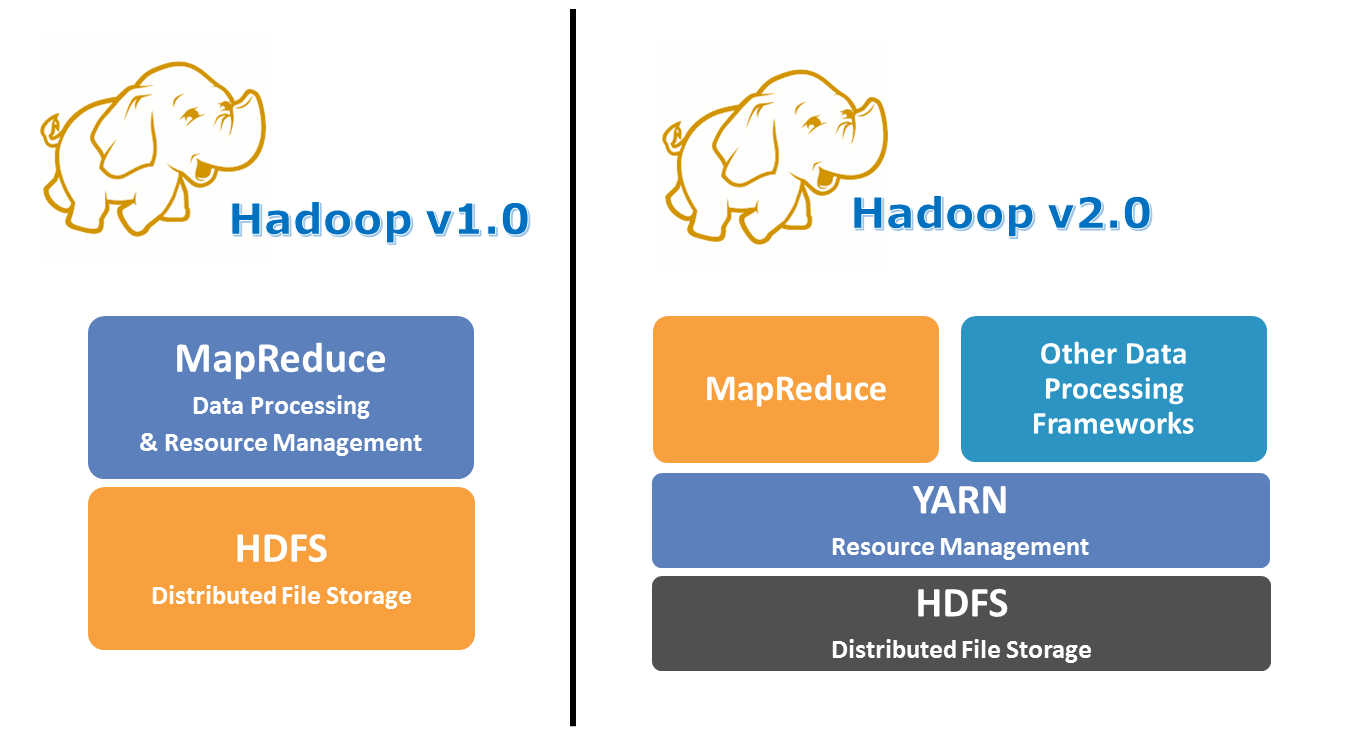 Hadoop v1.0
MapReduce
Data Processing
& Resource Management
HDFS
Distributed File Storage
Hadoop v2.0
MapReduce
Other Data
Processing
Frameworks
YARN
Resource Management
HDFS
Distributed File Storage